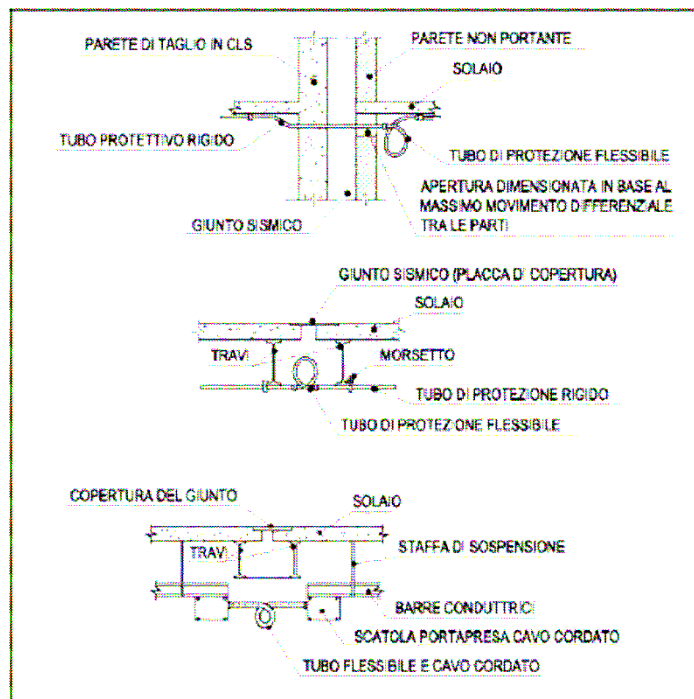 PARETE DI TAGLIO IN CLS
PARETE NON PORTANTE
SOLAIO
TUBO PROTETTIVO RIGIDO
TUBO DI PROTEZIONE FLESSIBILE
APERTURA DIMENSIONATA IN BASE AL
MASSIMO MOVIMENTO DIFFERENZIALE
TRA LE PARTI
GIUNTO SISMICO
GIUNTO SISMICO (PLACCA DI COPERTURA)
SOLAIO
TRAVI
MORSETTO
TUBO DI PROTEZIONE RIGIDO
TUBO DI PROTEZIONE FLESSIBILE
COPERTURA DEL GIUNTO
SOLAIO
TRAVI
STAFFA DI SOSPENSIONE
BARRE CONDUTTRICI
SCATOLA PORTAPRESA CAVO CORDATO
TUBO FLESSIBILE E CAVO CORDATO